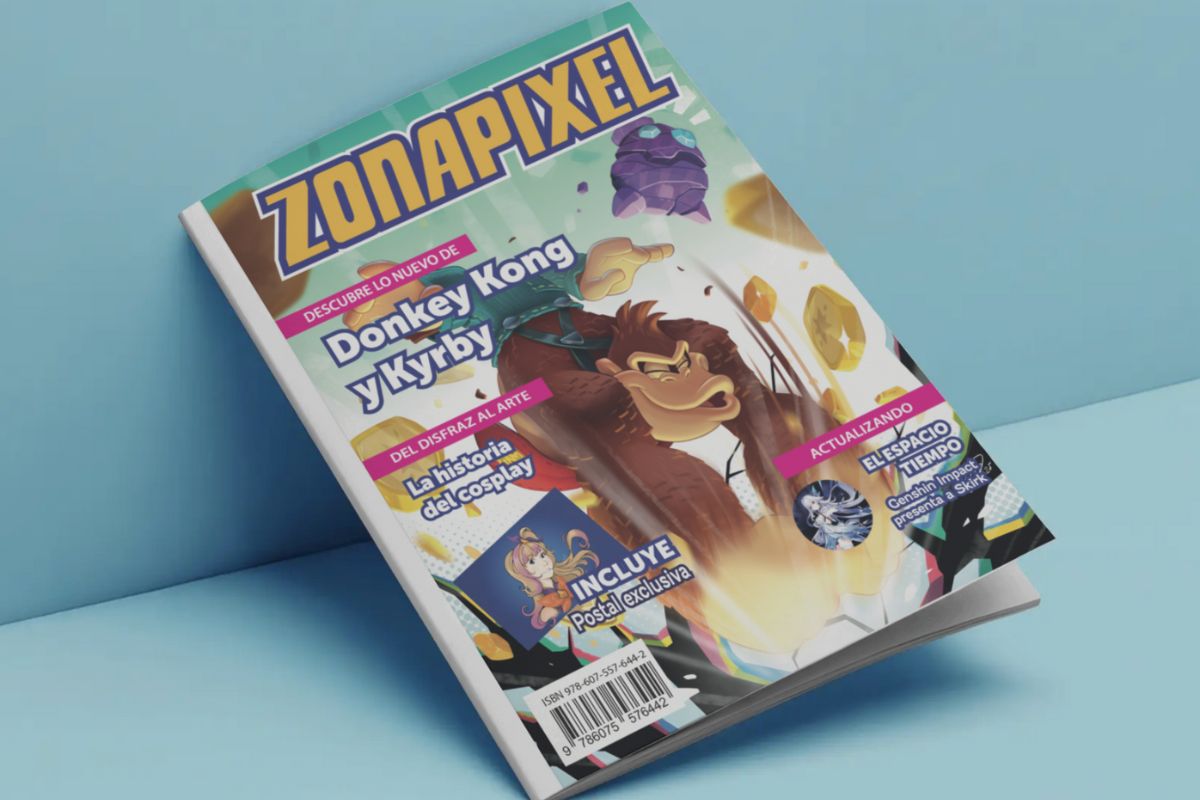 ZONAPIXEL
DESCUBRE LO NUEVO DE
Donkey Kong
y Kyrby
DEL DISFRAZ AL ARTE
La historia
del cosplay
ACTUALIZANDO
EL ESPACIO
TIEMPO
Genshin Impact
presenta a Skirk
INCLUYE
Postal exclusiva
ISBN 978-607-557-644-2
9 786075 576442